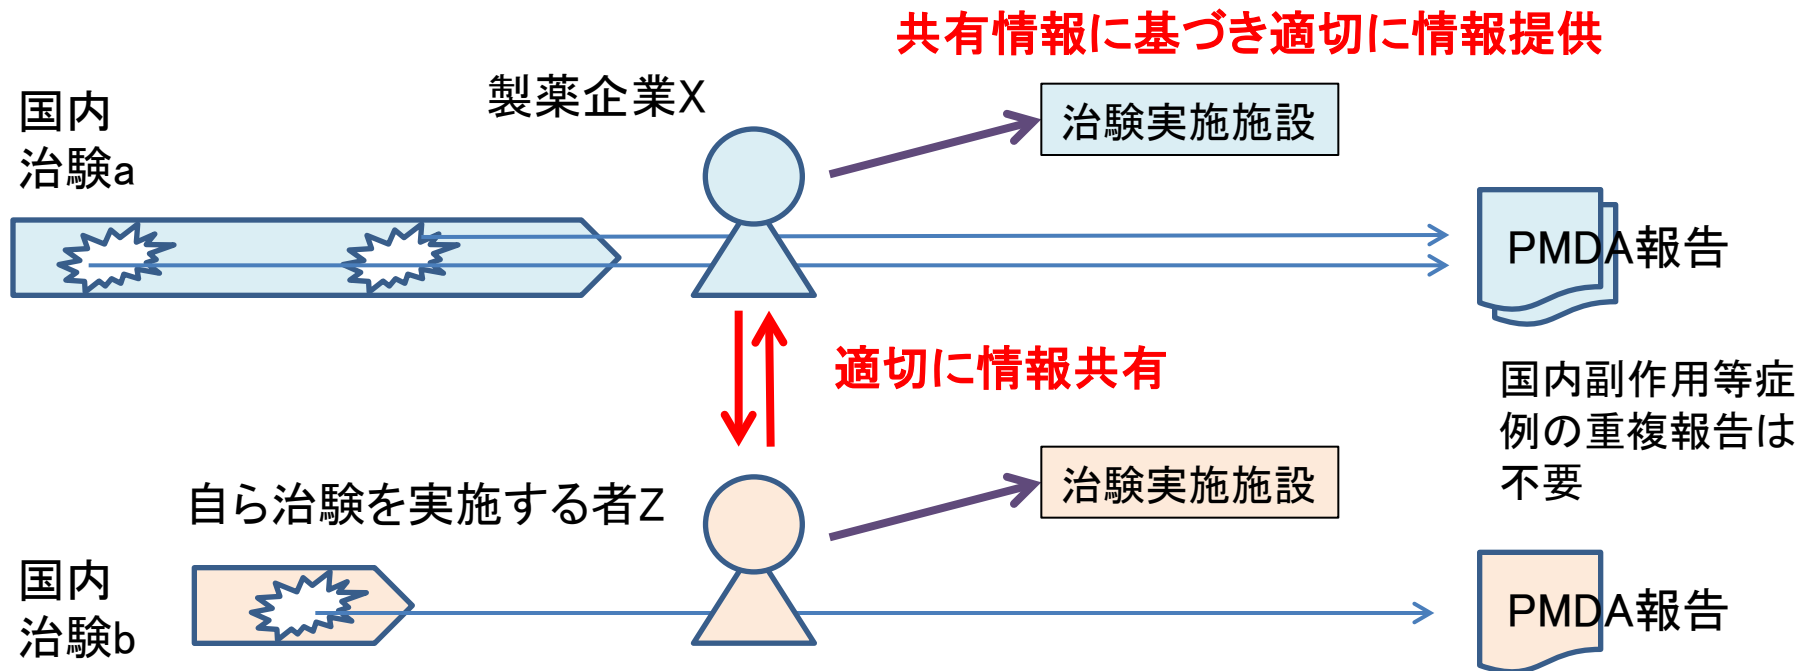 共有情報に基づき適切に情報提供
製薬企業X
国内
治験a
治験実施施設
PMDA報告
適切に情報共有
国内副作用等症
例の重複報告は
不要
自ら治験を実施する者Z
治験実施施設
国内
治験b
PMDA報告